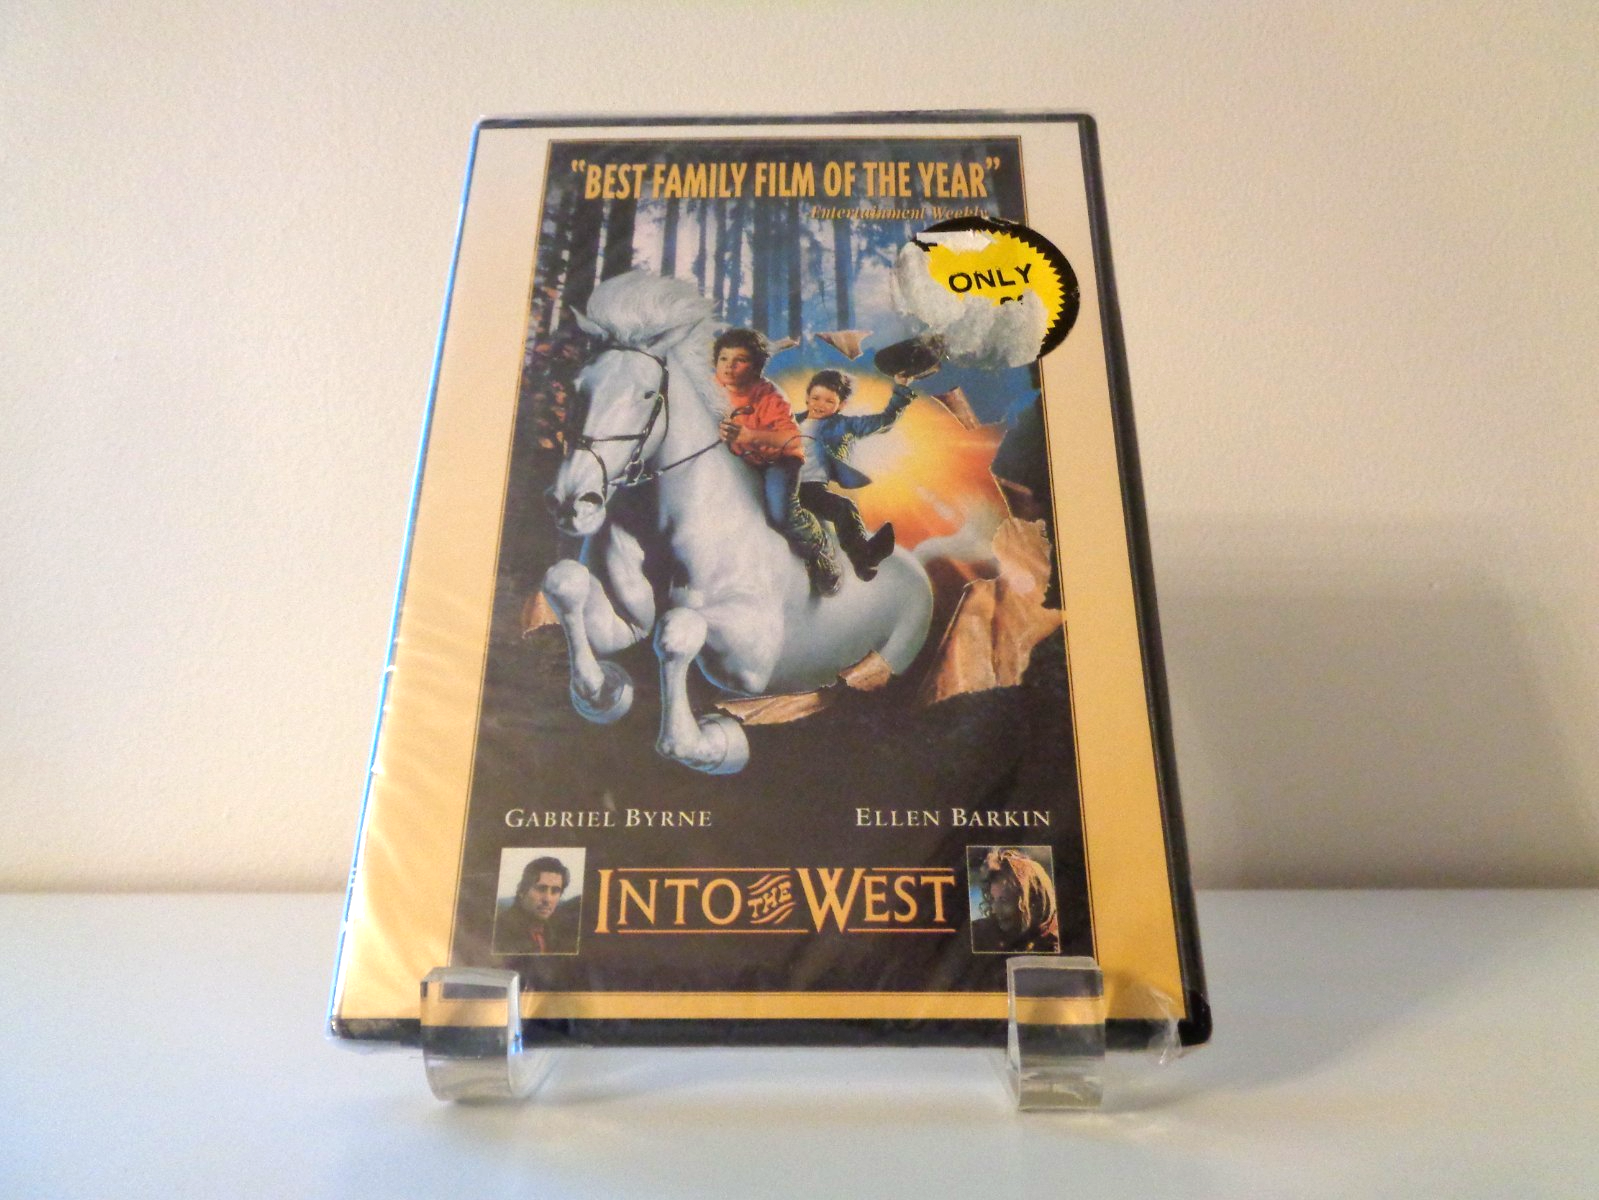 “BEST FAMILY FILM OF THE YEAR”
Entertainment Weekly
ONLY
GABRIEL BYRNE
ELLEN BARKIN
INTO THE WEST